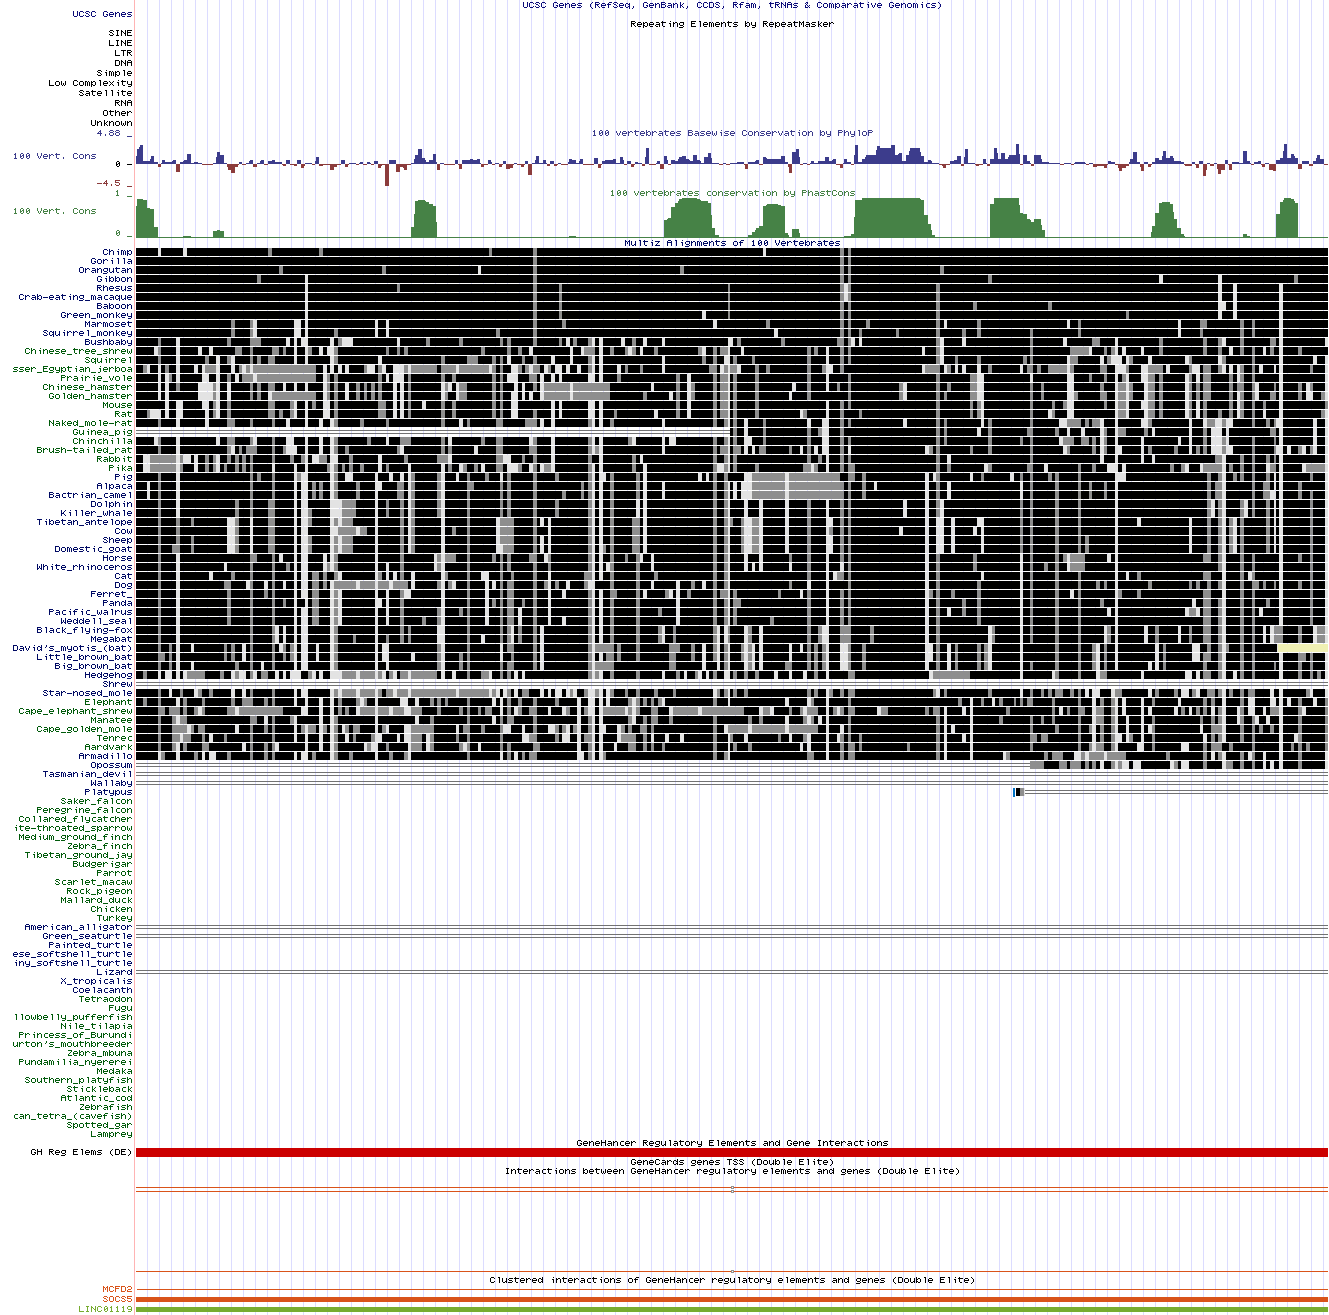 UCSC Genes (RefSeq, GenBank, CCDS, Rfam, tRNAs & Comparative Genomics)
UCSC Genes
Repeating Elements by RepeatMasker
SINE
LINE
LTR
DNA
Simple
Low Complexity
Satellite
RNA
Other
Unknown
100 vertebrates Basewise Conservation by PhyloP
4.88 _
100 Vert. Cons
0 _
-4.5 _
100 vertebrates conservation by PhastCons
1 _
100 Vert. Cons
0 _
Multiz Alignments of 100 Vertebrates
Chimp
Gorilla
Orangutan
Gibbon
Rhesus
Crab-eating_macaque
Baboon
Green_monkey
Marmoset
Squirrel_monkey
Bushbaby
Chinese_tree_shrew
Squirrel
sser_Egyptian_jerboa
Prairie_vole
Chinese_hamster
Golden_hamster
Mouse
Rat
Naked_mole-rat
Guinea_pig
Chinchilla
Brush-tailed_rat
Rabbit
Pika
Pig
Alpaca
Bactrian_camel
Dolphin
Killer_whale
Tibetan_antelope
Cow
Sheep
Domestic_goat
Horse
White_rhinoceros
Cat
Dog
Ferret_
Panda
Pacific_walrus
Weddell_seal
Black_flying-fox
Megabat
David's_myotis_(bat)
Little_brown_bat
Big_brown_bat
Hedgehog
Shrew
Star-nosed_mole
Elephant
Cape_elephant_shrew
Manatee
Cape_golden_mole
Tenrec
Aardvark
Armadillo
Opossum
Tasmanian_devil
Wallaby
Platypus
Saker_falcon
Peregrine_falcon
Collared_flycatcher
ite-throated_sparrow
Medium_ground_finch
Zebra_finch
Tibetan_ground_jay
Budgerigar
Parrot
Scarlet_macaw
Rock_pigeon
Mallard_duck
Chicken
Turkey
American_alligator
Green_seaturtle
Painted_turtle
ese_softshell_turtle
iny_softshell_turtle
Lizard
X_tropicalis
Coelacanth
Tetraodon
Fugu
llowbelly_pufferfish
Nile_tilapia
Princess_of_Burundi
urton's_mouthbreeder
Zebra_mbuna
Pundamilia_nyererei
Medaka
Southern_platyfish
Stickleback
Atlantic_cod
Zebrafish
can_tetra_(cavefish)
Spotted_gar
Lamprey
GeneHancer Regulatory Elements and Gene Interactions
GH Reg Elems (DE)
GeneCards genes TSS (Double Elite)
Interactions between GeneHancer regulatory elements and genes (Double Elite)
Clustered interactions of GeneHancer regulatory elements and genes (Double Elite)
MCFD2
SOCS5
LINC01119